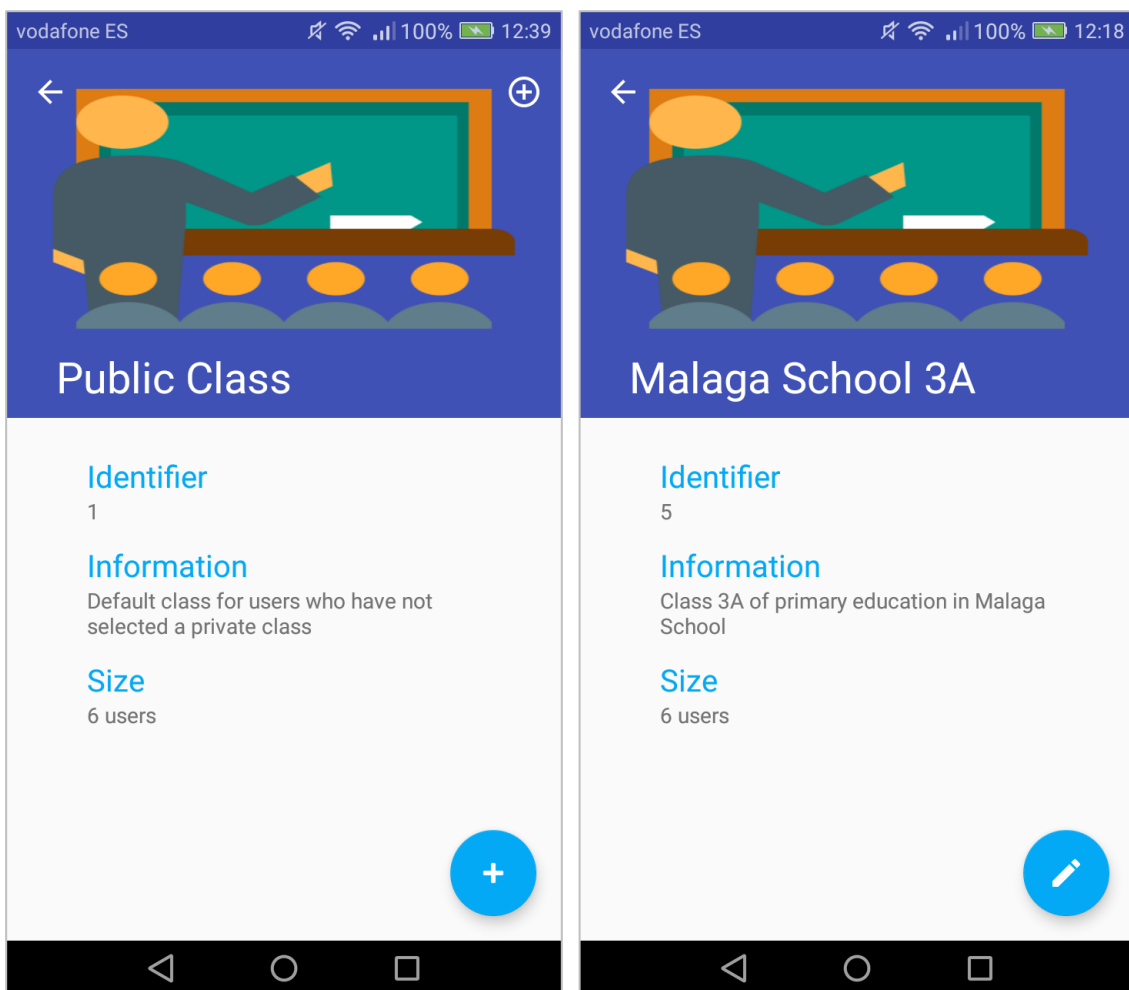 vodafone ES 100% 12:39
Public Class
Identifier
1
Information
Default class for users who have not
selected a private class
Size
6 users
vodafone ES 100% 12:18
Malaga School 3A
Identifier
5
Information
Class 3A of primary education in Malaga
School
Size
6 users